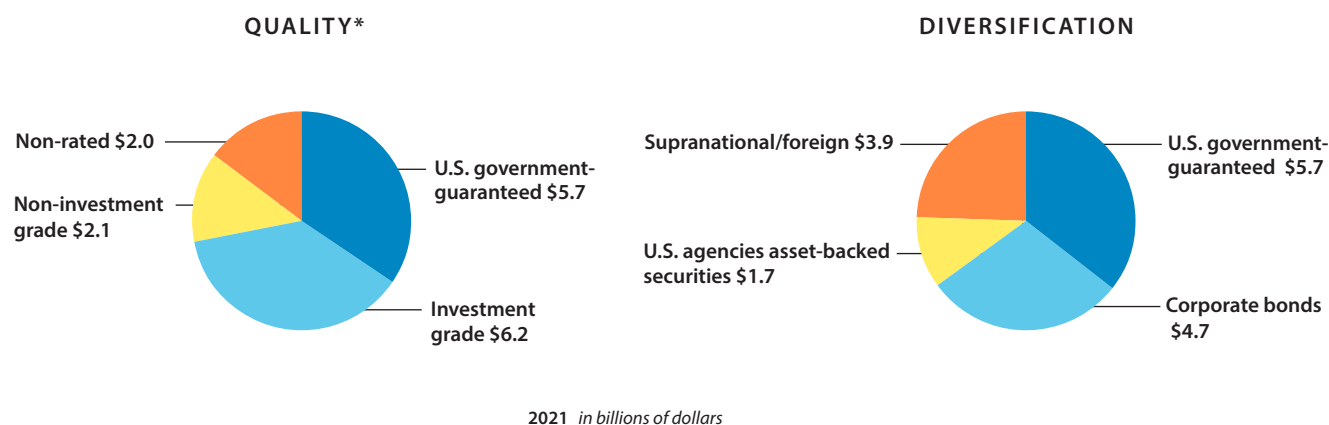 QUALITY*
Non-rated $2.0
Non-investment
grade $2.1
U.S. government-
guaranteed $5.7
Investment
grade $6.2
DIVERSIFICATION
Supranational/foreign $3.9
U.S. agencies asset-backed
securities $1.7
U.S. government-
guaranteed $5.7
Corporate bonds
$4.7
2021 in billions of dollars